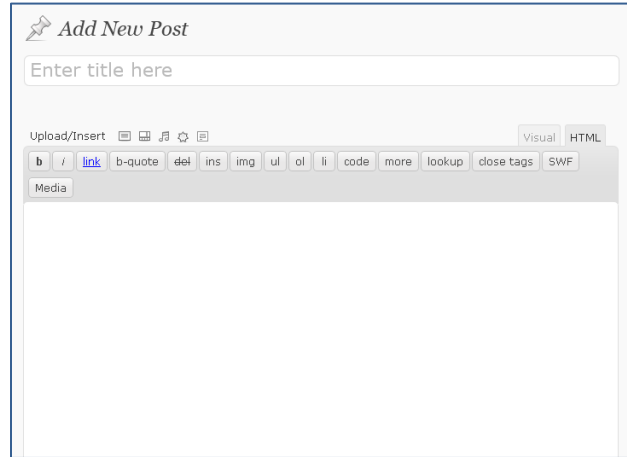 Add New Post
Enter title here
Upload/Insert Visual HTML
b i link b-quote del ins img ul ol li code more lookup close tags SWF
Media